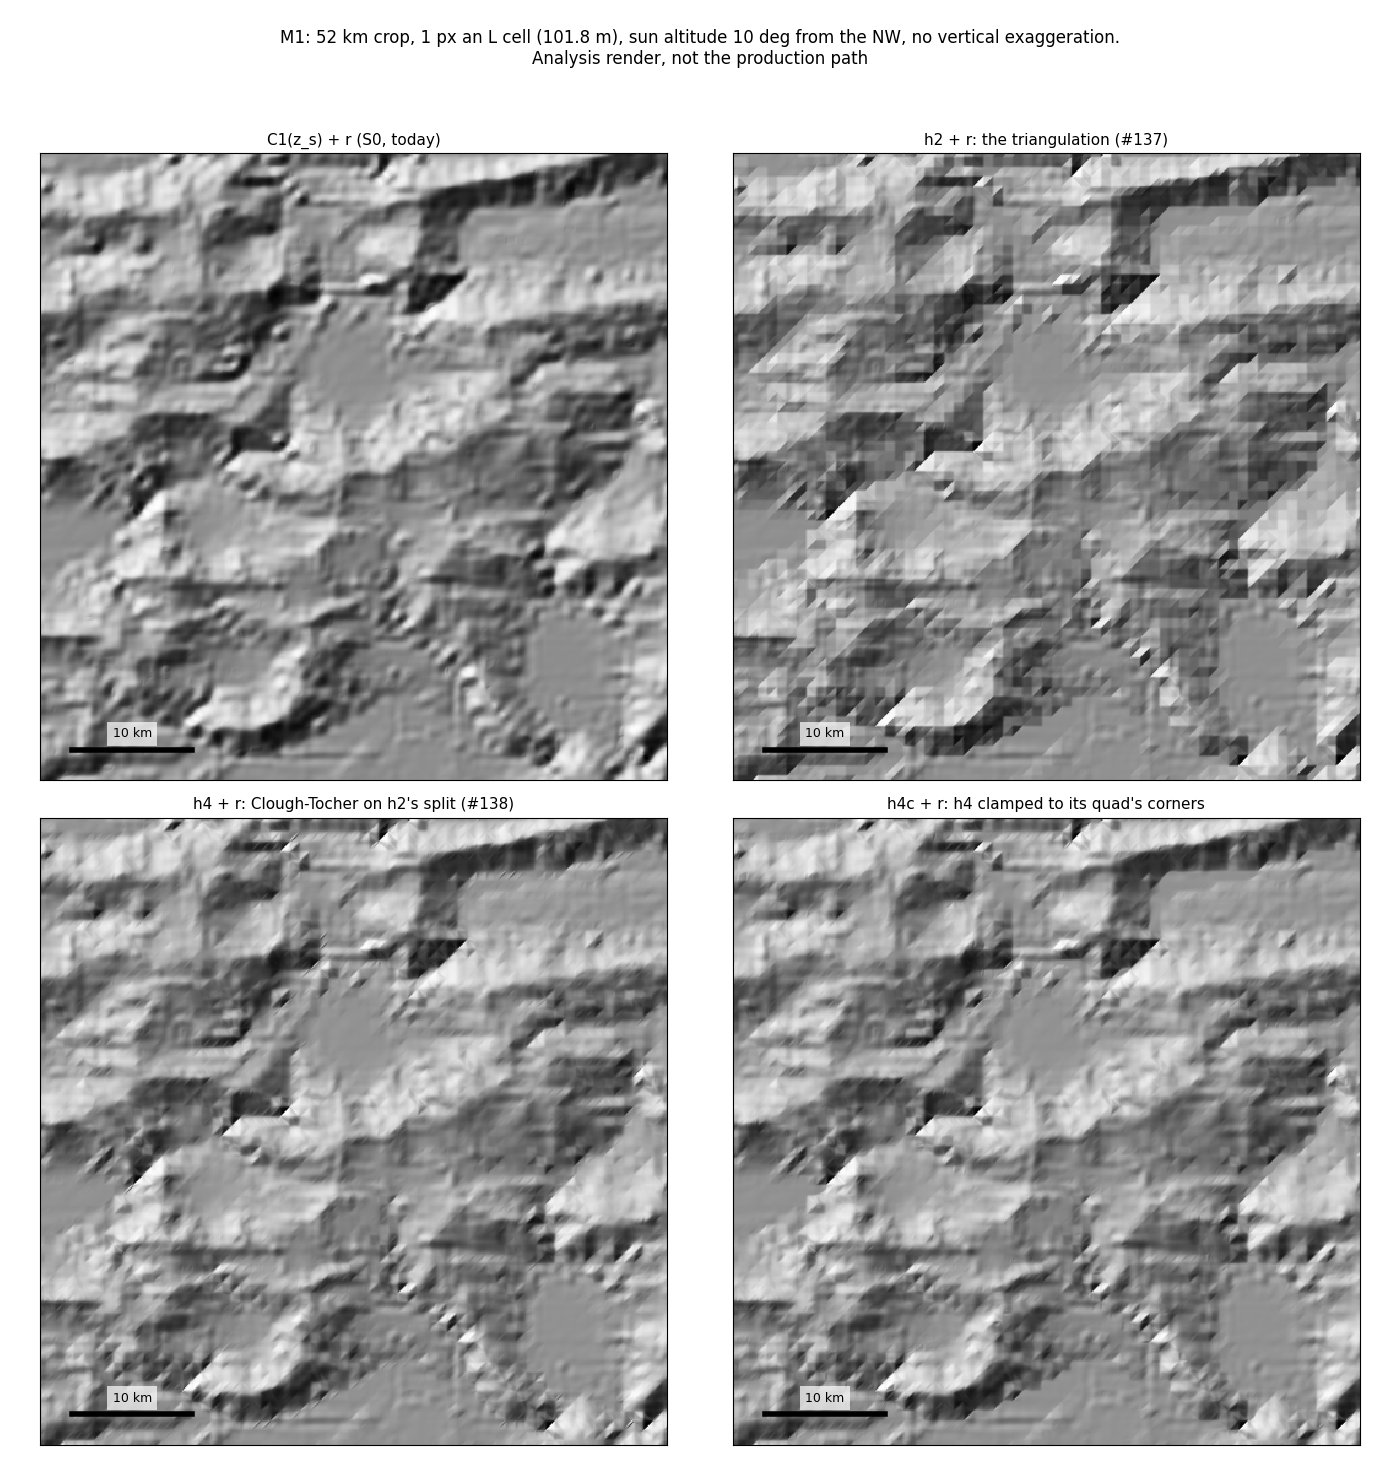 M1: 52 km crop, 1 px an L cell (101.8 m), sun altitude 10 deg from the NW, no vertical exaggeration.
Analysis render, not the production path
C1(z_s) + r (S0, today)
h2 + r: the triangulation (#137)
10 km
10 km
h4 + r: Clough-Tocher on h2's split (#138)
h4c + r: h4 clamped to its quad's corners
10 km
10 km